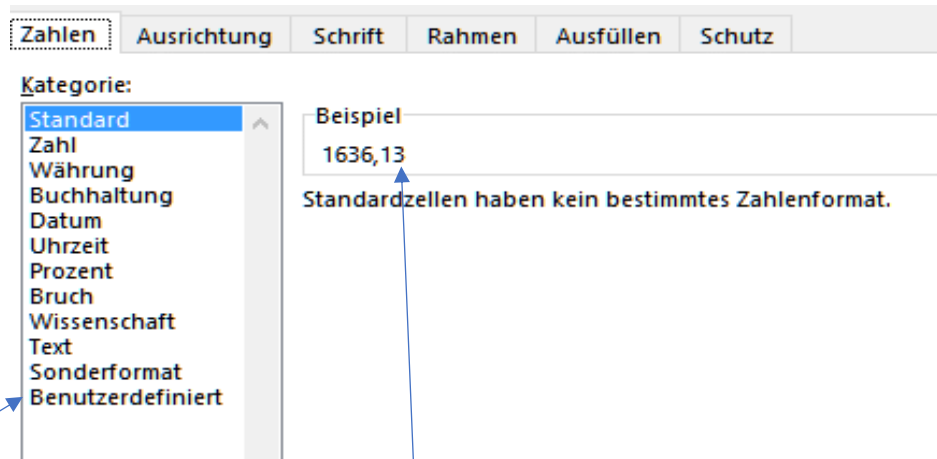 Zahlen Ausrichtung Schrift Rahmen Ausfüllen Schutz
Kategorie:
Standard
Zahl
Währung
Buchhaltung
Datum
Uhrzeit
Prozent
Bruch
Wissenschaft
Text
Sonderformat
Benutzerdefiniert
Beispiel
1636,13
Standardzellen haben kein bestimmtes Zahlenformat.